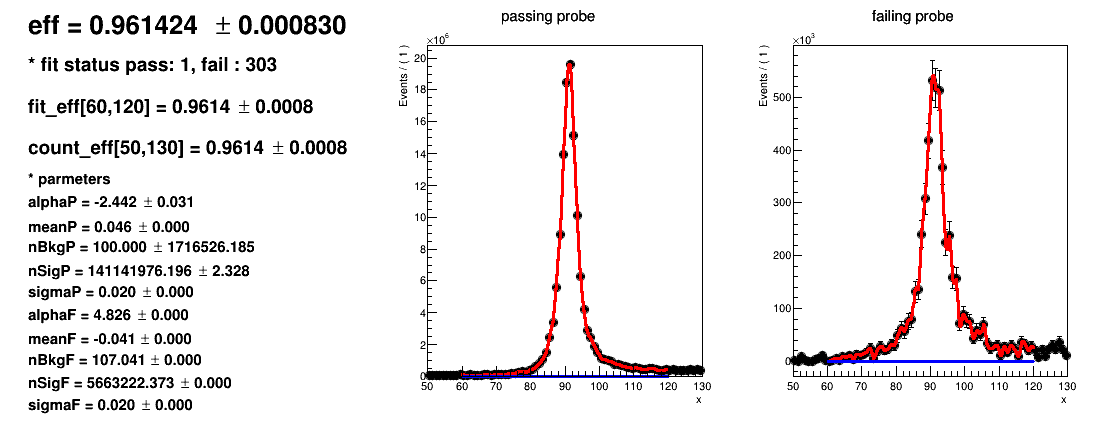 eff = 0.961424 ± 0.000830
* fit status pass: 1, fail : 303
fit_eff[60,120] = 0.9614 ± 0.0008
count_eff[50,130] = 0.9614 ± 0.0008
* parmeters
alphaP = -2.442 ± 0.031
meanP = 0.046 ± 0.000
nBkgP = 100.000 ± 1716526.185
nSigP = 141141976.196 ± 2.328
sigmaP = 0.020 ± 0.000
alphaF = 4.826 ± 0.000
meanF = -0.041 ± 0.000
nBkgF = 107.041 ± 0.000
nSigF = 5663222.373 ± 0.000
sigmaF = 0.020 ± 0.000
passing probe
×10⁶
Events / ( 1 )
20
18
16
14
12
10
8
6
4
2
0
50 60 70 80 90 100 110 120 130
x
failing probe
×10³
Events / ( 1 )
500
400
300
200
100
0
50 60 70 80 90 100 110 120 130
x